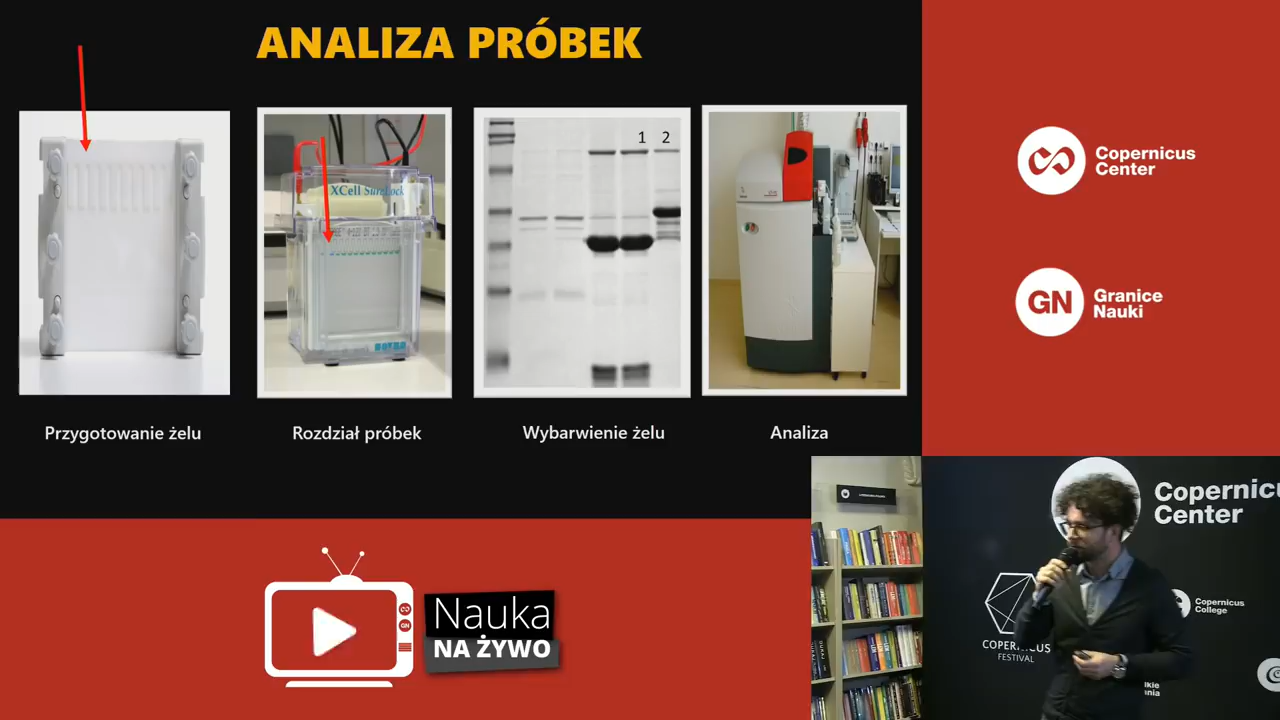 ANALIZA PRÓBEK
1 2
XCell SureLock
Przygotowanie żelu
Rozdział próbek
Wybarwienie żelu
Analiza
Copernicus
Center
GN
Granice
Nauki
Nauka
NA ŻYWO
Copernicu
Center
COPERNICUS
FESTIVAL
Copernicus
College